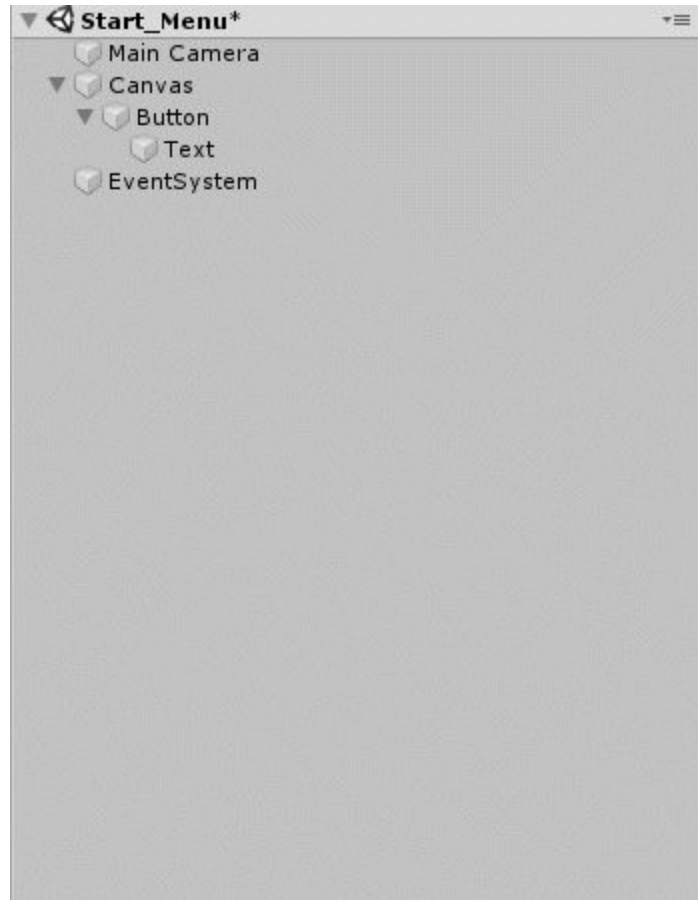 Start_Menu*
Main Camera
Canvas
Button
Text
EventSystem